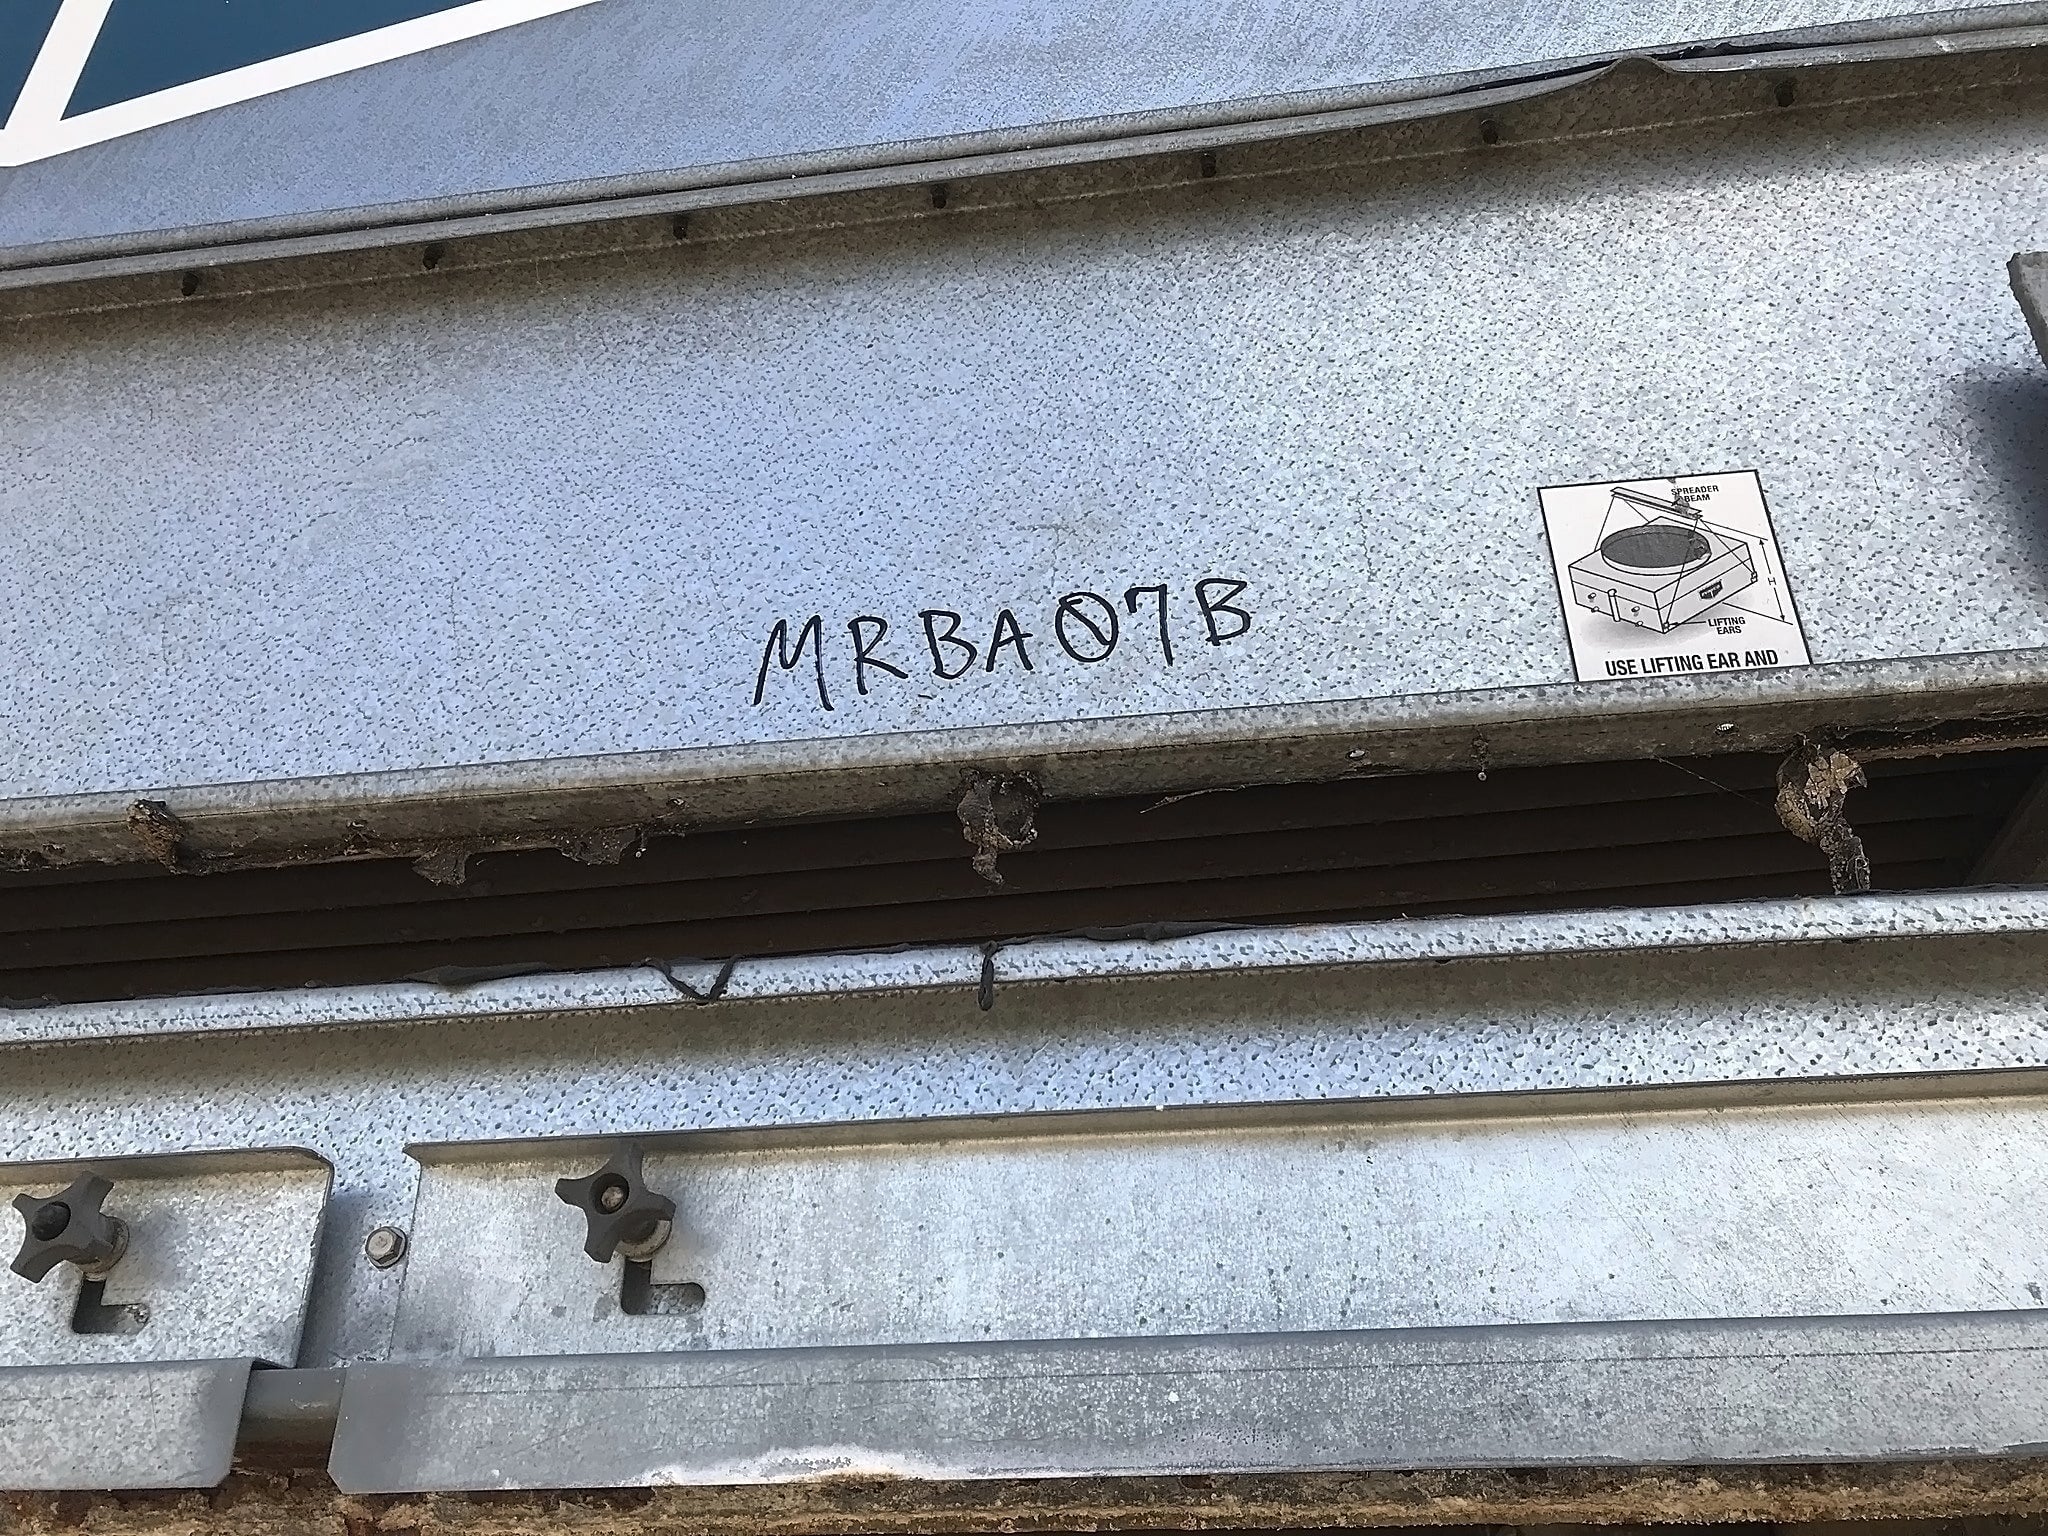 SPREADER
BEAM
H
MRBA07B
LIFTING
EARS
USE LIFTING EAR AND